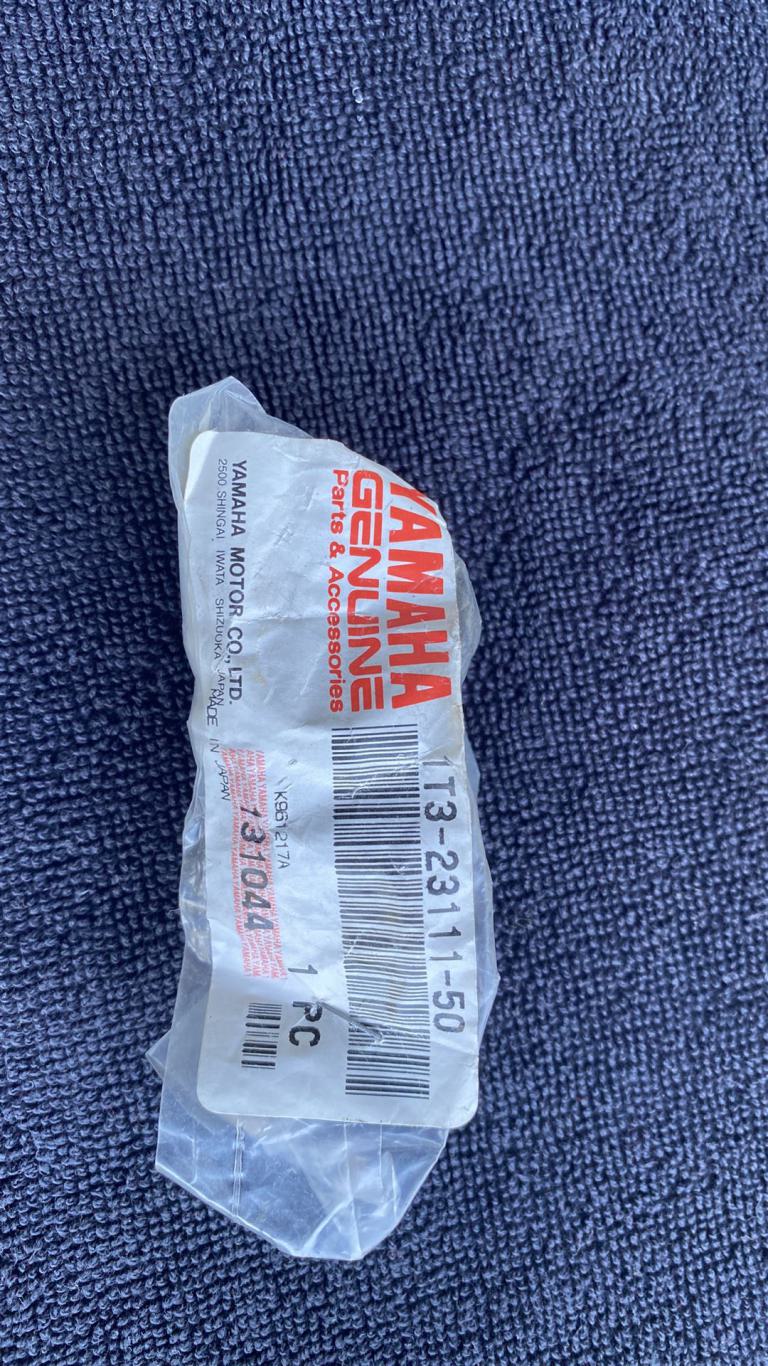 YAMAHA
GENUINE
Parts & Accessories
1T3-23111-50
1 PC
K961217A
131044
YAMAHA MOTOR CO., LTD.
2500 SHINGAI IWATA SHIZUOKA JAPAN
MADE IN JAPAN